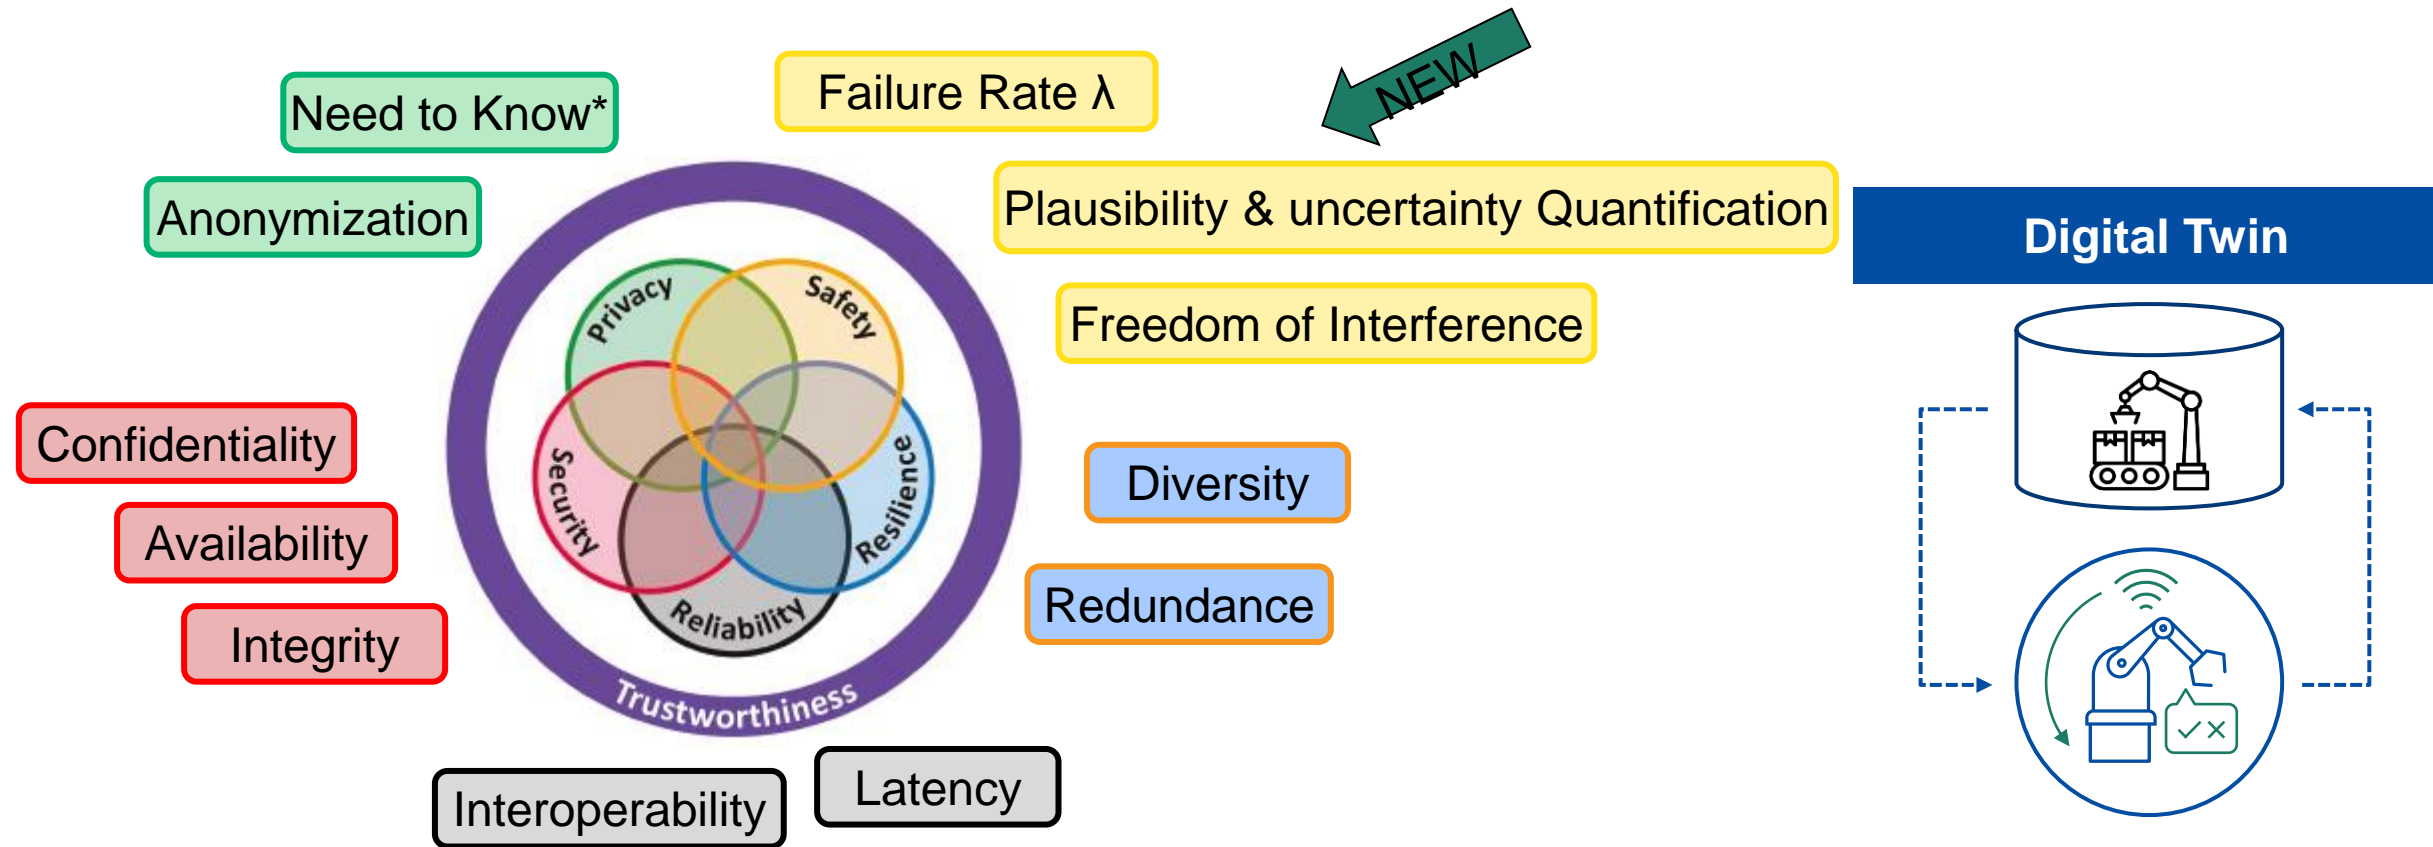 NEW
Failure Rate λ
Need to Know*
Anonymization
Plausibility & uncertainty Quantification
Digital Twin
Freedom of Interference
Privacy
Safety
Security
Resilience
Reliability
Trustworthiness
Confidentiality
Availability
Integrity
Diversity
Redundance
Interoperability
Latency